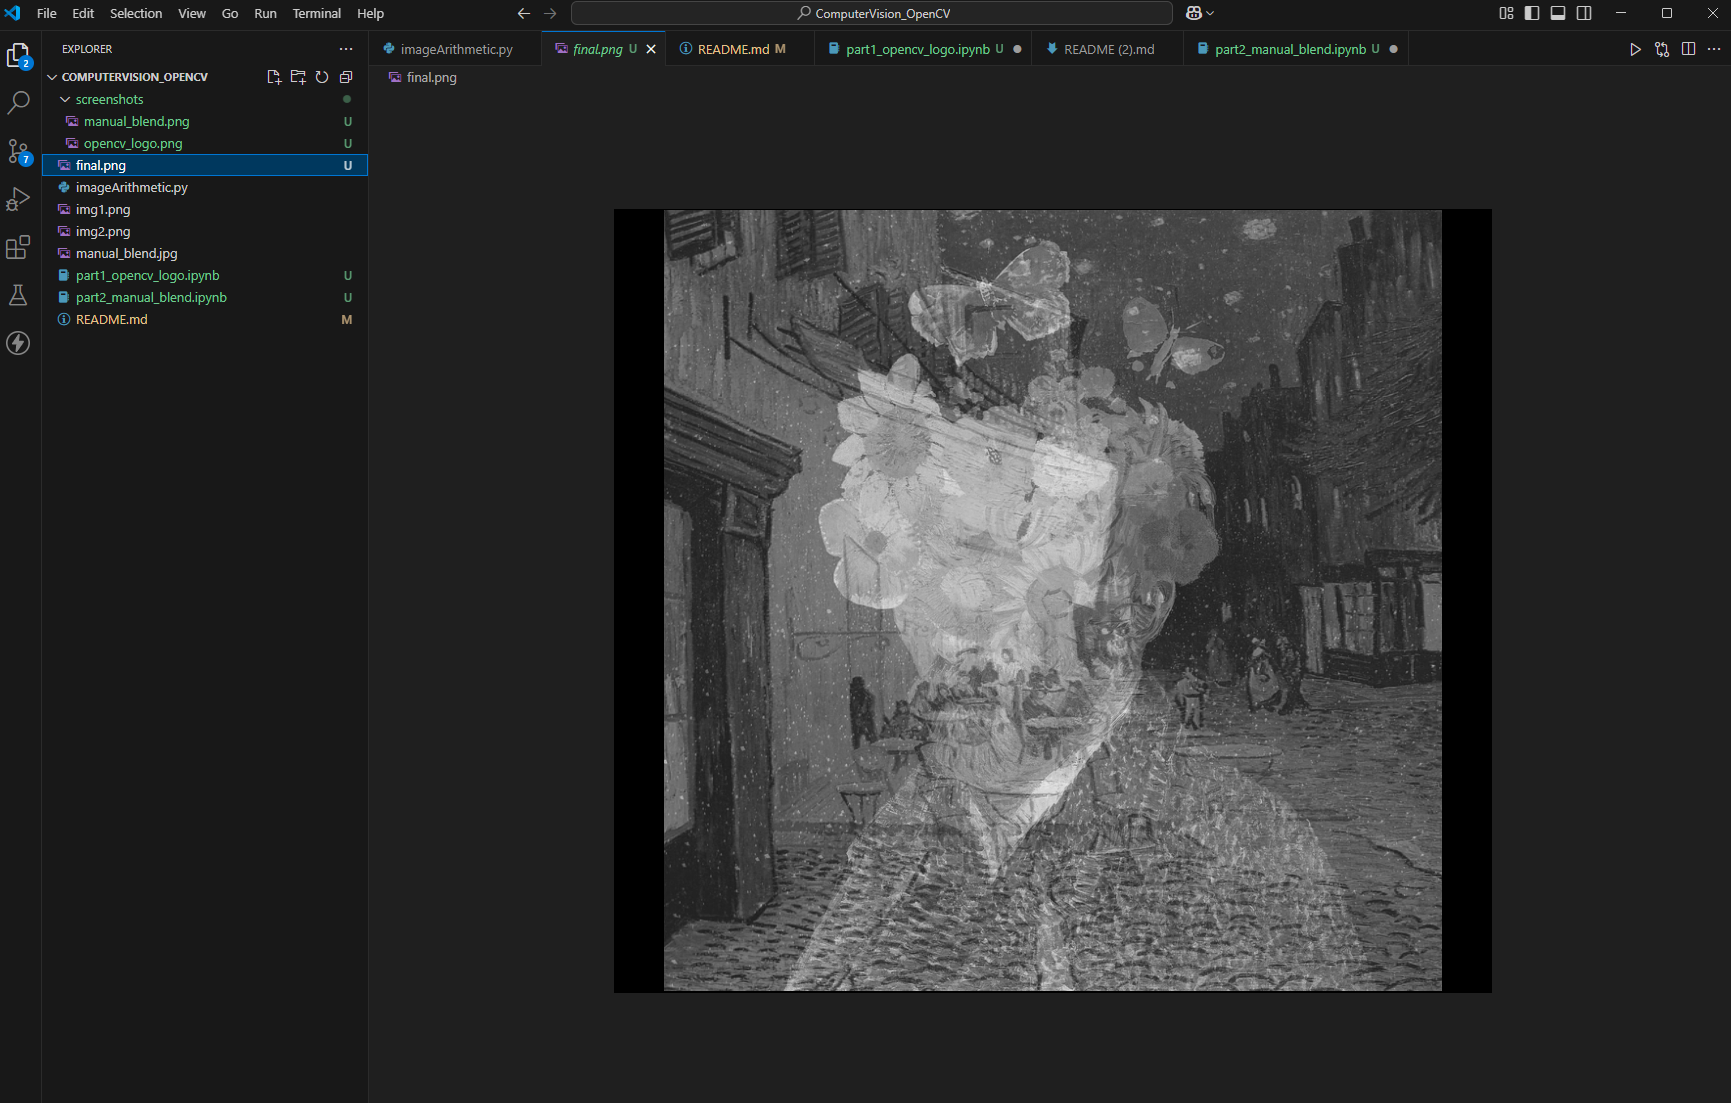 File Edit Selection View Go Run Terminal Help
ComputerVision_OpenCV
EXPLORER
imageArithmetic.py
final.png U
README.md M
part1_opencv_logo.ipynb U
README (2).md
part2_manual_blend.ipynb U
COMPUTERVISION_OPENCV
final.png
screenshots
manual_blend.png U
opencv_logo.png U
final.png U
imageArithmetic.py
img1.png
img2.png
manual_blend.jpg
part1_opencv_logo.ipynb U
part2_manual_blend.ipynb U
README.md M
2
7